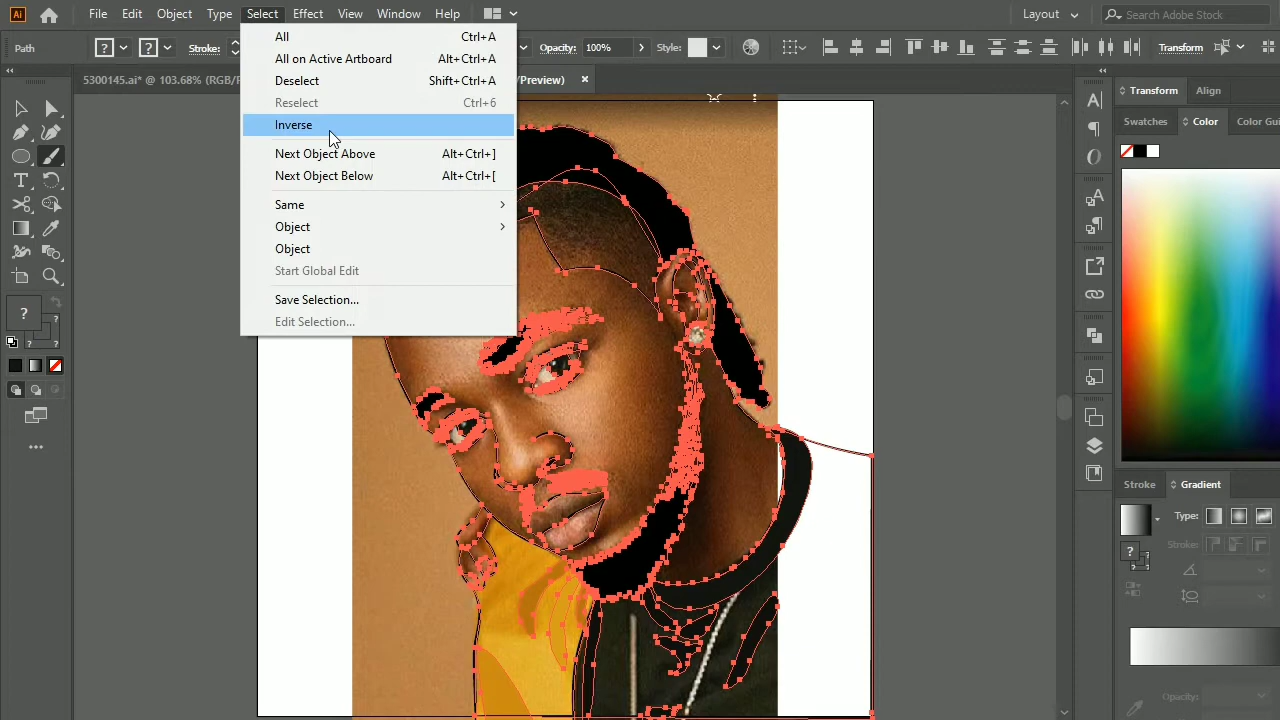 Ai File Edit Object Type Select Effect View Window Help Layout Search Adobe Stock
Path ? ? Stroke: Opacity: 100% Style: Transform
5300145.ai* @ 103.68% (RGB/P /Preview) ×
All Ctrl+A
All on Active Artboard Alt+Ctrl+A
Deselect Shift+Ctrl+A
Reselect Ctrl+6
Inverse
Next Object Above Alt+Ctrl+]
Next Object Below Alt+Ctrl+[
Same
Object
Object
Start Global Edit
Save Selection...
Edit Selection...
Transform Align
Swatches Color Color Gui
Stroke Gradient
Type:
Stroke:
Opacity: